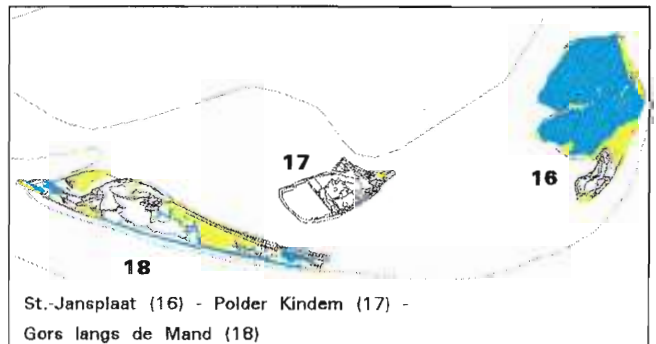 17
16
18
St.-Jansplaat (16) - Polder Kindem (17) -
Gors langs de Mand (18)